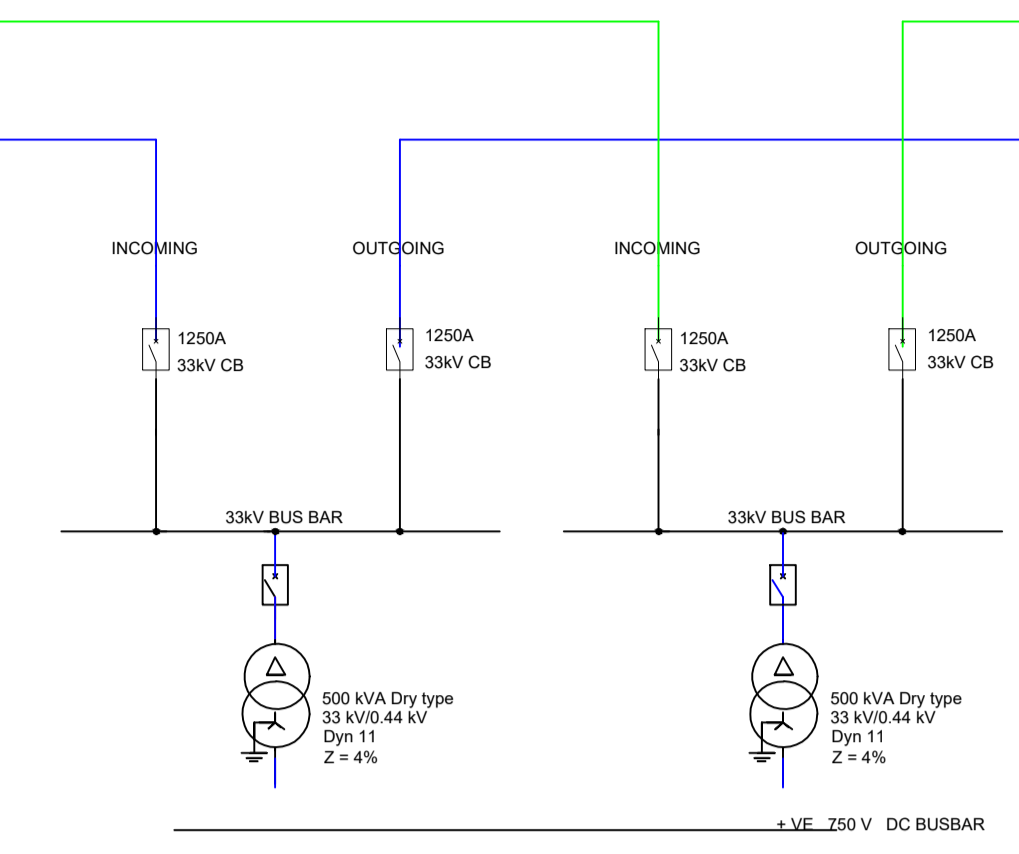 INCOMING
OUTGOING
INCOMING
OUTGOING
1250A
33kV CB
1250A
33kV CB
1250A
33kV CB
1250A
33kV CB
33kV BUS BAR
33kV BUS BAR
500 kVA Dry type
33 kV/0.44 kV
Dyn 11
Z = 4%
500 kVA Dry type
33 kV/0.44 kV
Dyn 11
Z = 4%
+ VE 750 V DC BUSBAR